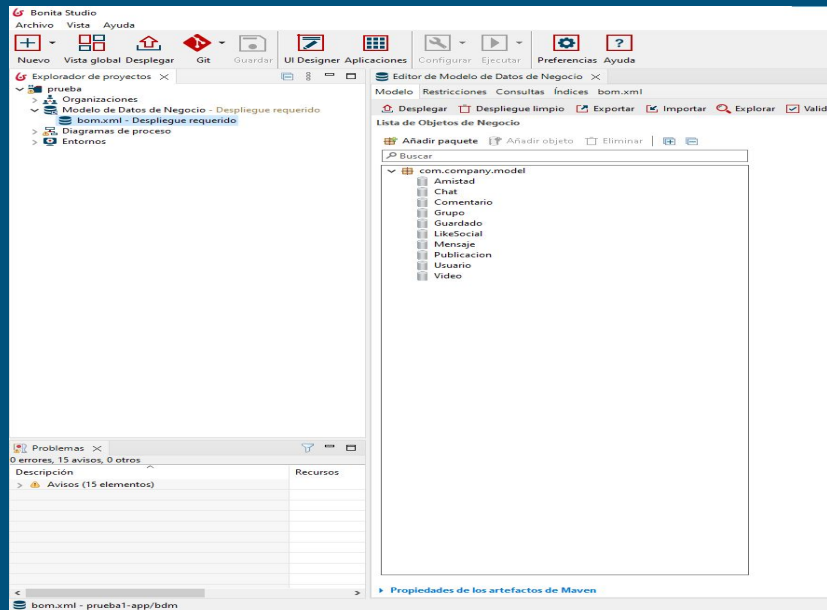 Bonita Studio
Archivo Vista Ayuda
Nuevo Vista global Desplegar Git Guardar UI Designer Aplicaciones Configurar Ejecutar Preferencias Ayuda
Explorador de proyectos
prueba
Organizaciones
Modelo de Datos de Negocio - Despliegue requerido
bom.xml - Despliegue requerido
Diagramas de proceso
Entornos
Editor de Modelo de Datos de Negocio
Modelo Restricciones Consultas Índices bom.xml
Desplegar Despliegue limpio Exportar Importar Explorar Valid
Lista de Objetos de Negocio
Añadir paquete Añadir objeto Eliminar
Buscar
com.company.model
Amistad
Chat
Comentario
Grupo
Guardado
LikeSocial
Mensaje
Publicacion
Usuario
Video
Propiedades de los artefactos de Maven
Problemas
0 errores, 15 avisos, 0 otros
Descripción Recursos
Avisos (15 elementos)
bom.xml - prueba1-app/bdm